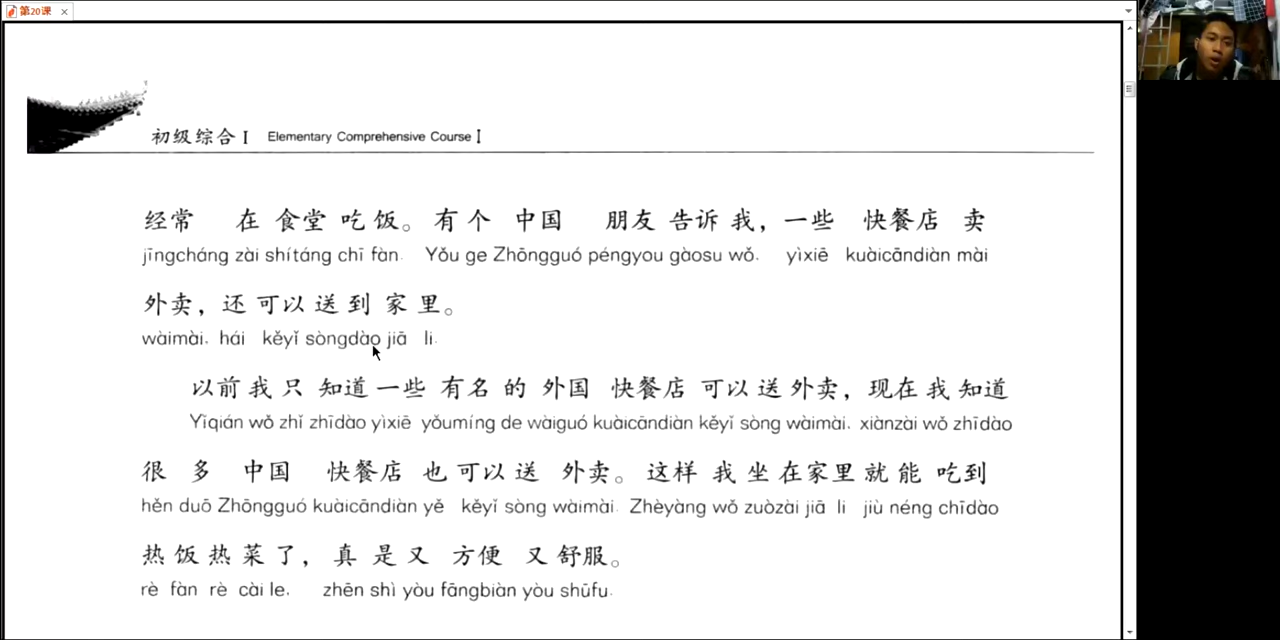 第20课
初级综合 I Elementary Comprehensive Course I
经常 在 食堂 吃 饭。有 个 中国 朋友 告诉 我，一些 快餐店 卖
jīngcháng zài shítáng chī fàn. Yǒu ge Zhōngguó péngyou gàosu wǒ, yìxiē kuàicāndiàn mài
外卖，还 可以 送 到 家 里。
wàimài, hái kěyǐ sòngdào jiā li.
以前 我 只 知道 一些 有名 的 外国 快餐店 可以 送 外卖，现在 我 知道
Yǐqián wǒ zhǐ zhīdào yìxiē yǒumíng de wàiguó kuàicāndiàn kěyǐ sòng wàimài, xiànzài wǒ zhīdào
很 多 中国 快餐店 也 可以 送 外卖。这样 我 坐 在 家 里 就 能 吃到
hěn duō Zhōngguó kuàicāndiàn yě kěyǐ sòng wàimài. Zhèyàng wǒ zuòzài jiā li jiù néng chīdào
热 饭 热 菜 了，真 是 又 方便 又 舒服。
rè fàn rè cài le, zhēn shì yòu fāngbiàn yòu shūfu.